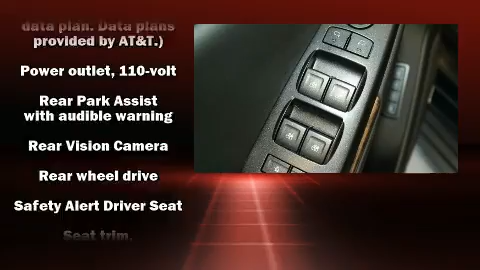 data plan. Data plans
provided by AT&T.)
Power outlet, 110-volt
Rear Park Assist
with audible warning
Rear Vision Camera
Rear wheel drive
Safety Alert Driver Seat
Seat trim,